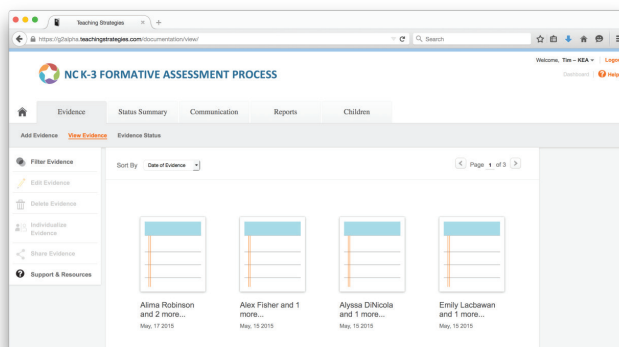 Teaching Strategies
https://g2alpha.teachingstrategies.com/documentation/view/
Search
Welcome, Tim – KEA
Logou
NC K-3 FORMATIVE ASSESSMENT PROCESS
Dashboard
Help
Evidence
Status Summary
Communication
Reports
Children
Add Evidence
View Evidence
Evidence Status
Filter Evidence
Sort By
Date of Evidence
Page 1 of 3
Edit Evidence
Delete Evidence
Individualize
Evidence
Share Evidence
Support & Resources
Alima Robinson
and 2 more...
May, 17 2015
Alex Fisher and 1
more...
May, 15 2015
Alyssa DiNicola
and 1 more...
May, 15 2015
Emily Lacbawan
and 1 more...
May, 15 2015